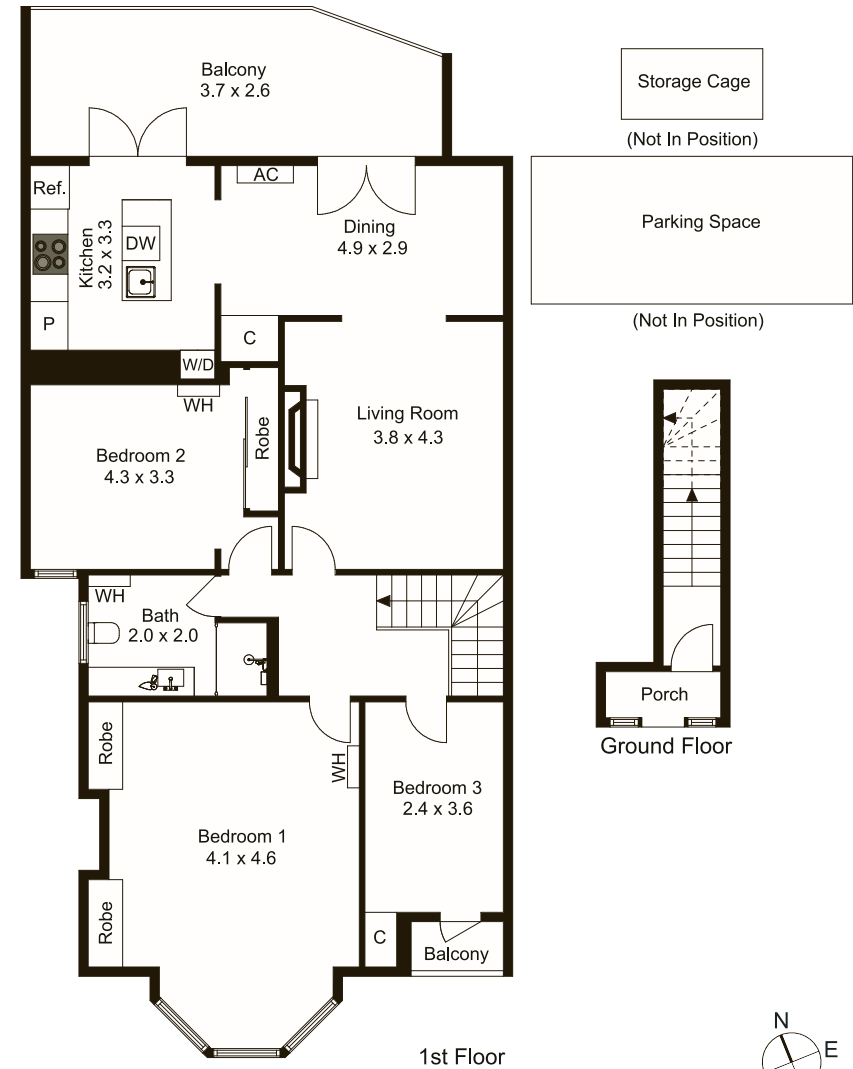 Balcony
3.7 x 2.6
Storage Cage
(Not In Position)
Ref.
AC
Kitchen
3.2 x 3.3
DW
Dining
4.9 x 2.9
Parking Space
(Not In Position)
P
C
W/D
WH
Robe
Living Room
3.8 x 4.3
Bedroom 2
4.3 x 3.3
WH
Bath
2.0 x 2.0
Porch
Ground Floor
Robe
WH
Bedroom 3
2.4 x 3.6
Bedroom 1
4.1 x 4.6
Robe
C
Balcony
1st Floor
N
E